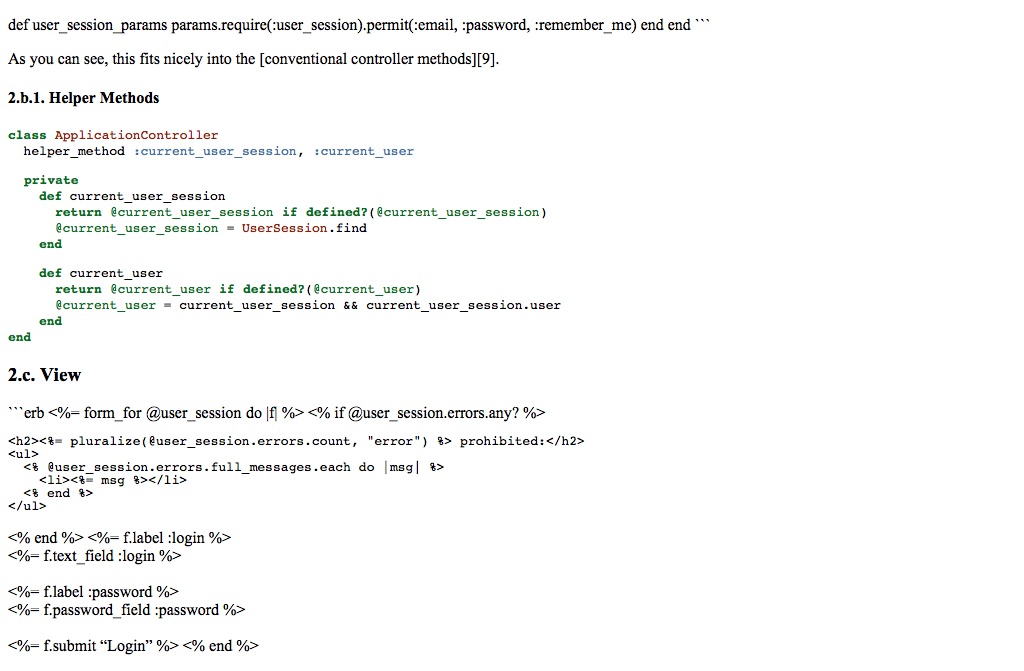 def user_session_params params.require(:user_session).permit(:email, :password, :remember_me) end end ```
As you can see, this fits nicely into the [conventional controller methods][9].
2.b.1. Helper Methods
class ApplicationController
  helper_method :current_user_session, :current_user
  private
    def current_user_session
      return @current_user_session if defined?(@current_user_session)
      @current_user_session = UserSession.find
    end
    def current_user
      return @current_user if defined?(@current_user)
      @current_user = current_user_session && current_user_session.user
    end
end
2.c. View
```erb <%= form_for @user_session do |f| %> <% if @user_session.errors.any? %>
<h2><%= pluralize(@user_session.errors.count, "error") %> prohibited:</h2>
<ul>
  <% @user_session.errors.full_messages.each do |msg| %>
    <li><%= msg %></li>
  <% end %>
</ul>
<% end %> <%= f.label :login %>
<%= f.text_field :login %>
<%= f.label :password %>
<%= f.password_field :password %>
<%= f.submit “Login” %> <% end %>